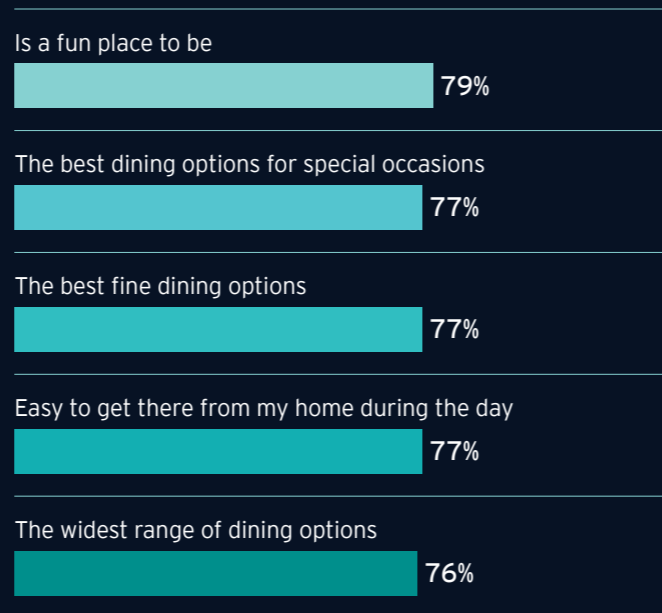 Is a fun place to be
79%
The best dining options for special occasions
77%
The best fine dining options
77%
Easy to get there from my home during the day
77%
The widest range of dining options
76%